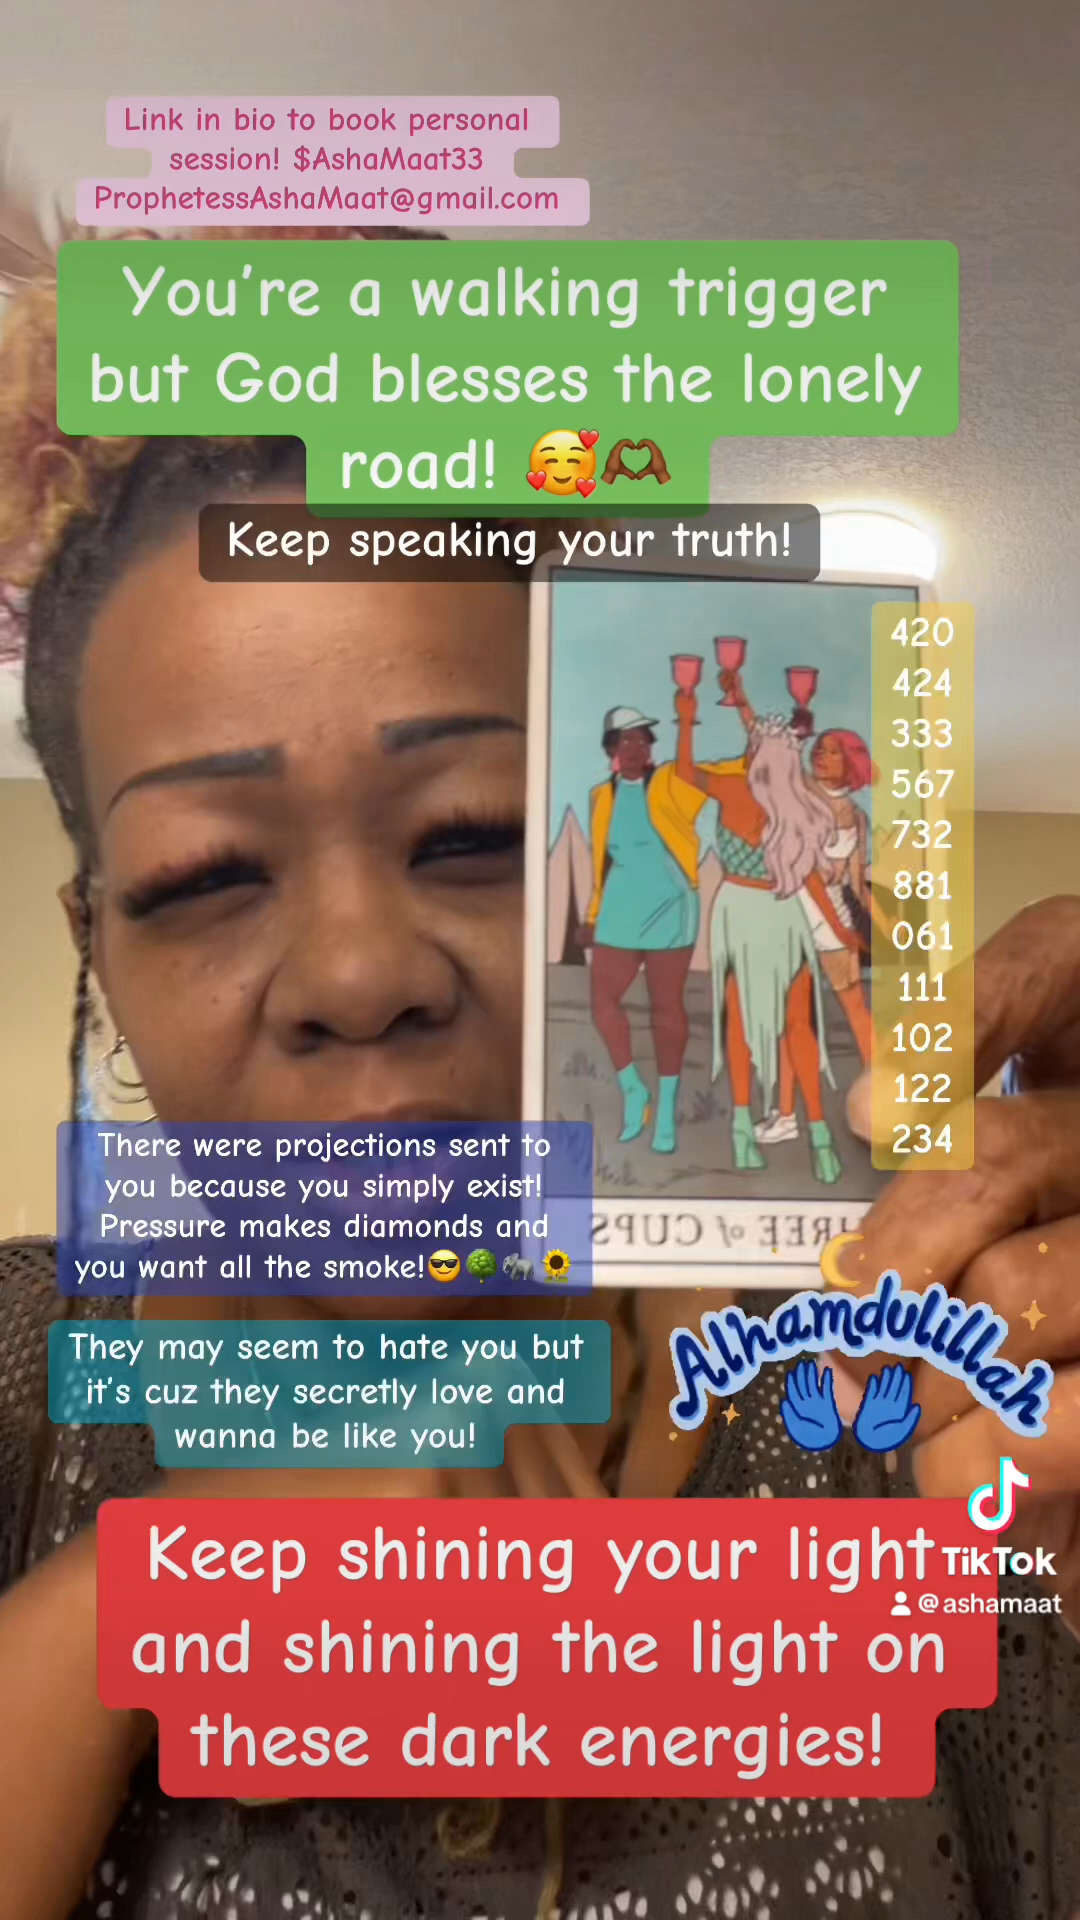 Link in bio to book personal
session! $AshaMaat33
ProphetessAshaMaat@gmail.com
You're a walking trigger
but God blesses the lonely
road! 🥰🫶🏾
Keep speaking your truth!
420
424
333
567
732
881
061
111
102
122
234
There were projections sent to
you because you simply exist!
Pressure makes diamonds and
you want all the smoke!😎🌳🐘🌻
THREE of CUPS
They may seem to hate you but
it's cuz they secretly love and
wanna be like you!
Alhamdulillah
Keep shining your light
and shining the light on
these dark energies!
TikTok
@ashamaat